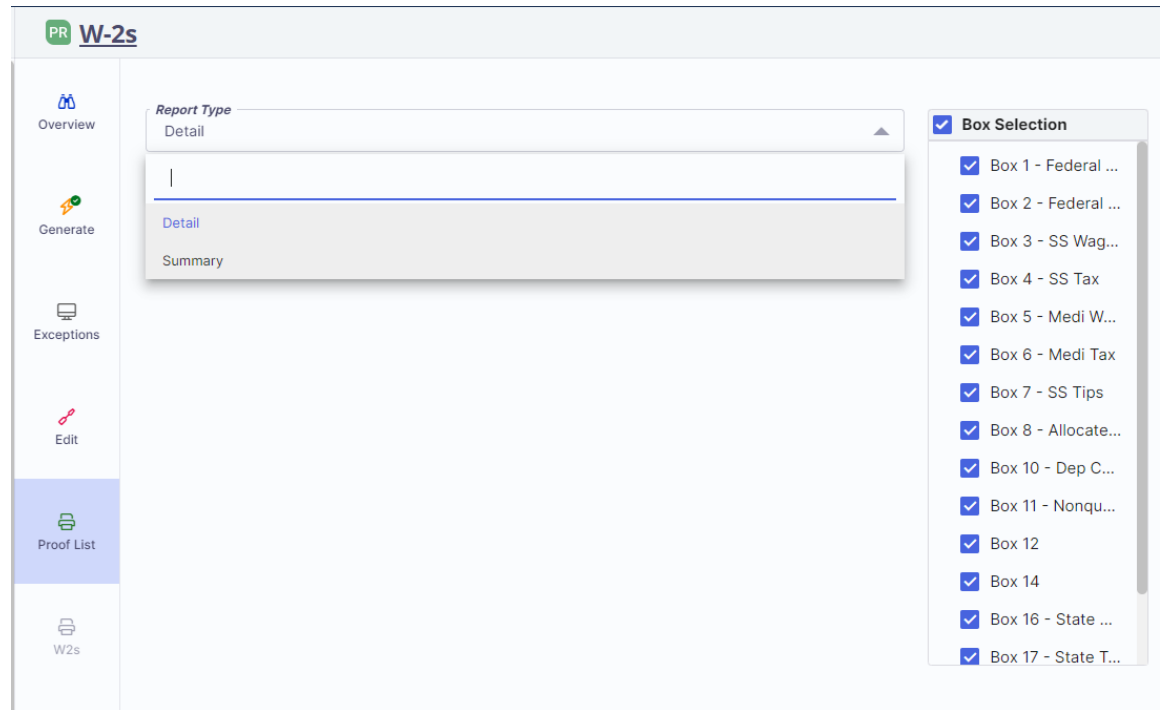 PR W-2s
Overview
Generate
Exceptions
Edit
Proof List
W2s
Report Type
Detail
Detail
Summary
Box Selection
Box 1 - Federal ...
Box 2 - Federal ...
Box 3 - SS Wag...
Box 4 - SS Tax
Box 5 - Medi W...
Box 6 - Medi Tax
Box 7 - SS Tips
Box 8 - Allocate...
Box 10 - Dep C...
Box 11 - Nonqu...
Box 12
Box 14
Box 16 - State ...
Box 17 - State T...